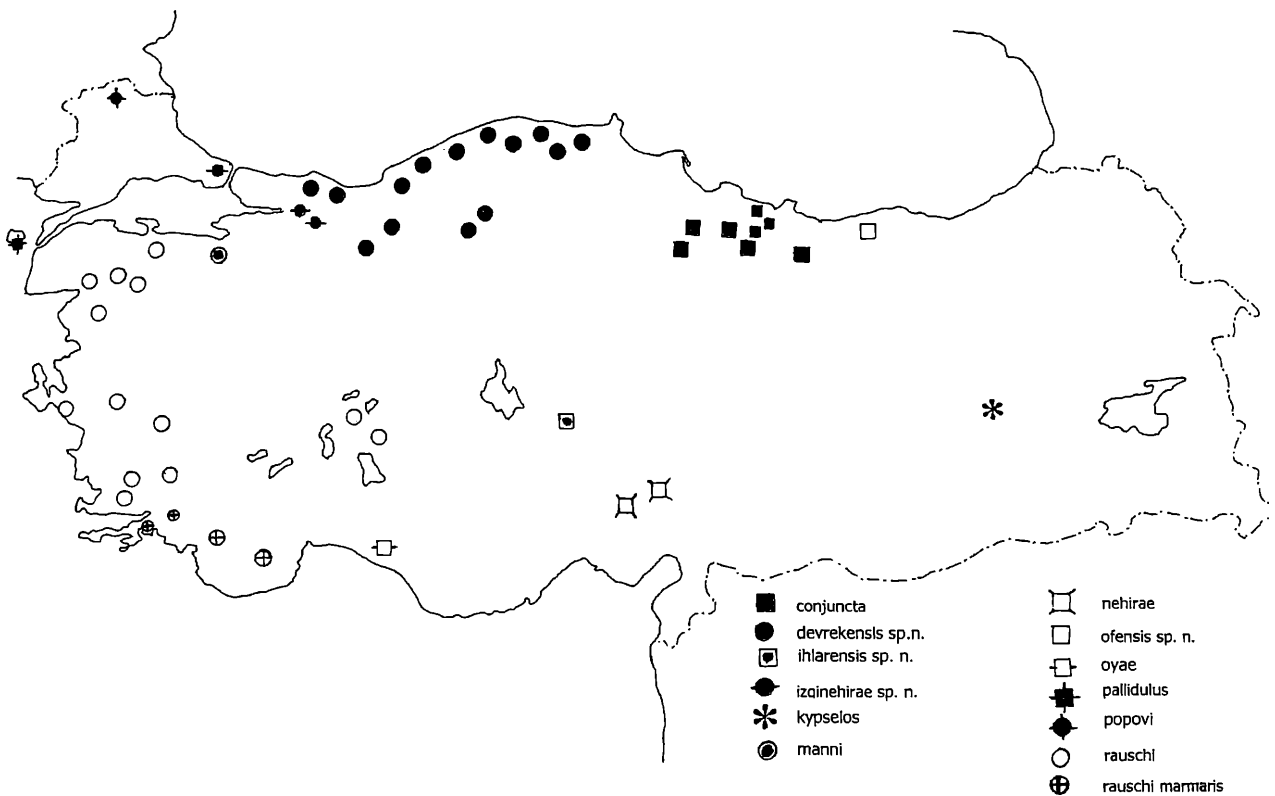 conjuncta
devrekensis sp.n.
ihlarensis sp. n.
izginehirae sp. n.
kypselos
manni
nehirae
ofensis sp. n.
oyae
pallidulus
popovi
rauschi
rauschi marmaris